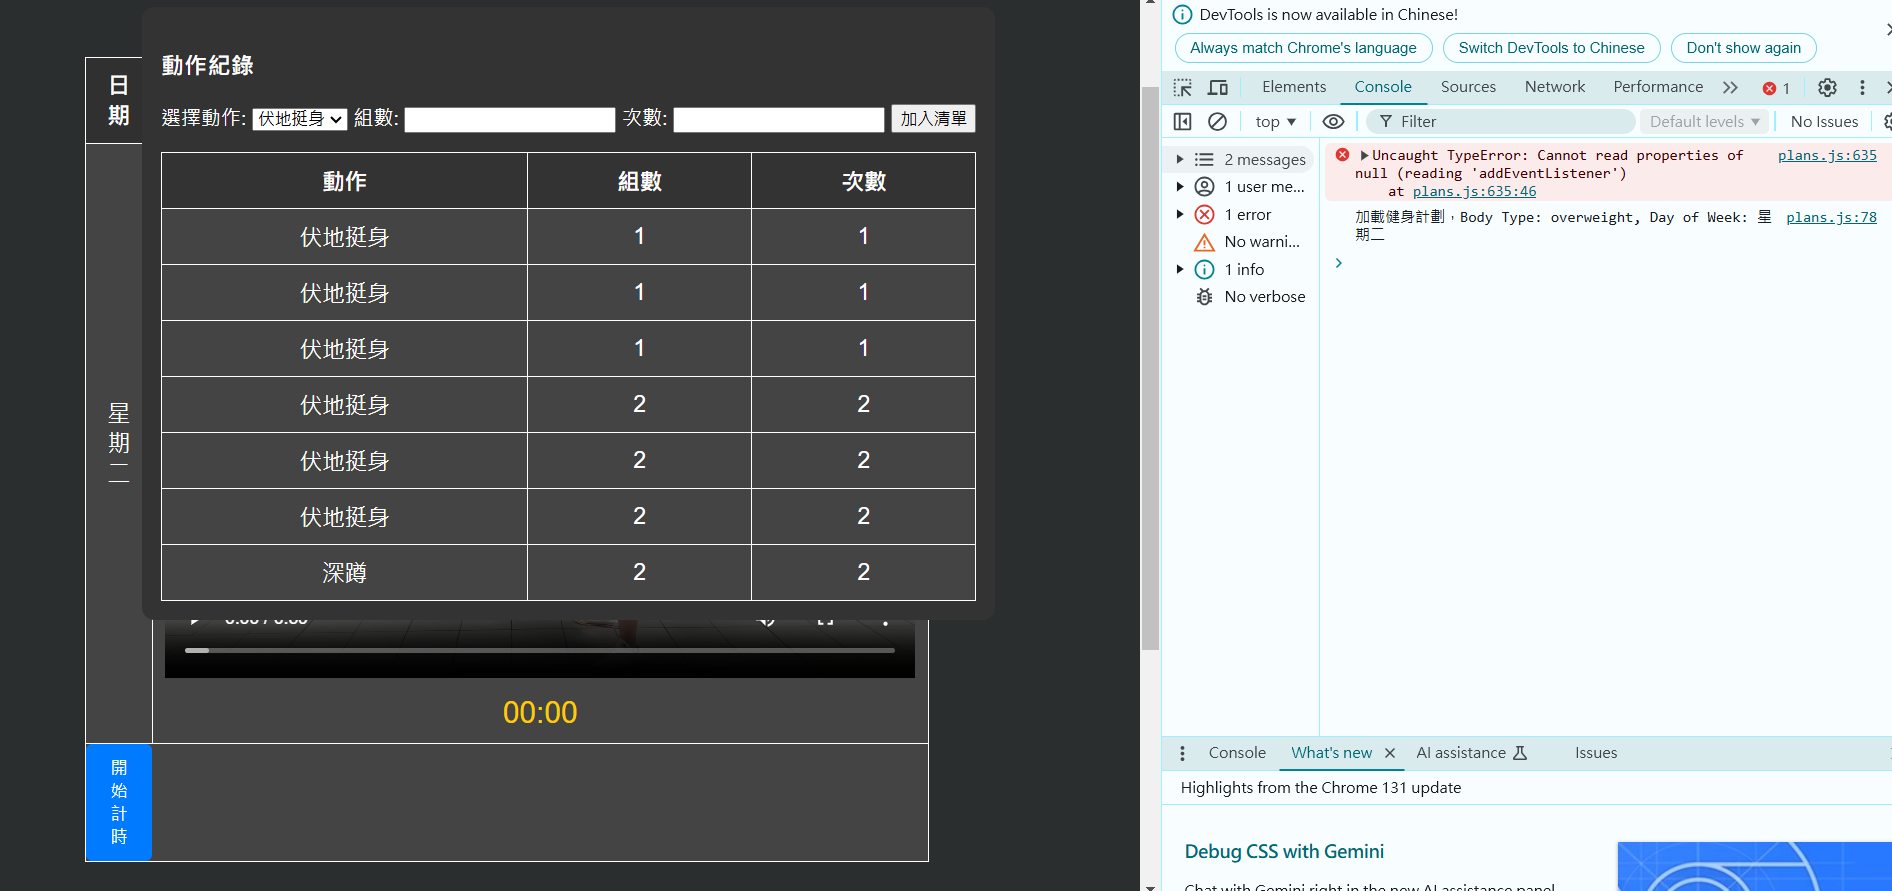 動作紀錄
選擇動作: 伏地挺身 組數: 次數: 加入清單
動作 組數 次數
伏地挺身 1 1
伏地挺身 1 1
伏地挺身 1 1
伏地挺身 2 2
伏地挺身 2 2
伏地挺身 2 2
深蹲 2 2
日期
星期二
00:00
開始計時
DevTools is now available in Chinese!
Always match Chrome's language Switch DevTools to Chinese Don't show again
Elements Console Sources Network Performance 1
top Filter Default levels No Issues
2 messages
1 user me...
1 error
No warni...
1 info
No verbose
Uncaught TypeError: Cannot read properties of plans.js:635
null (reading 'addEventListener')
at plans.js:635:46
加載健身計劃，Body Type: overweight, Day of Week: 星 plans.js:78
期二
Console What's new AI assistance Issues
Highlights from the Chrome 131 update
Debug CSS with Gemini
Chat with Gemini right in the new AI assistance panel